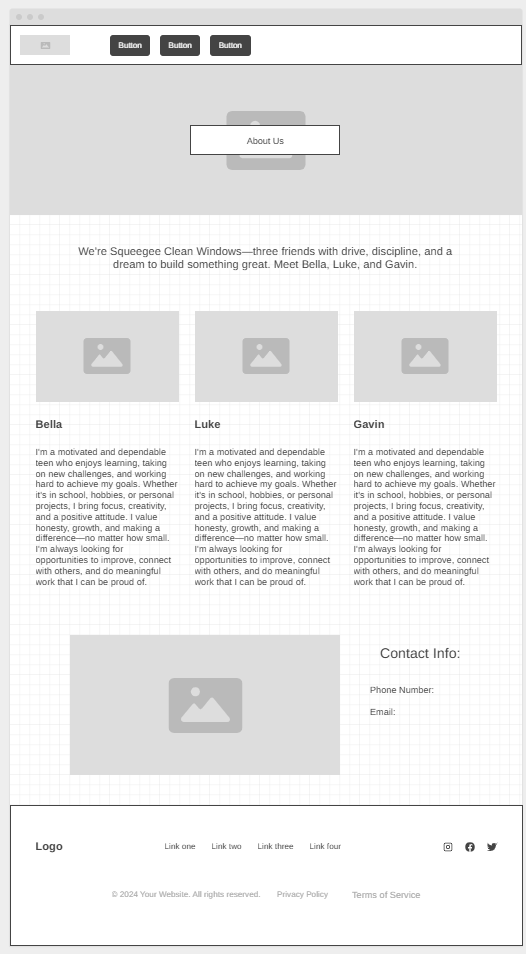 Button Button Button
About Us
We're Squeegee Clean Windows—three friends with drive, discipline, and a
dream to build something great. Meet Bella, Luke, and Gavin.
Bella
I'm a motivated and dependable
teen who enjoys learning, taking
on new challenges, and working
hard to achieve my goals. Whether
it's in school, hobbies, or personal
projects, I bring focus, creativity,
and a positive attitude. I value
honesty, growth, and making a
difference—no matter how small.
I'm always looking for
opportunities to improve, connect
with others, and do meaningful
work that I can be proud of.
Luke
I'm a motivated and dependable
teen who enjoys learning, taking
on new challenges, and working
hard to achieve my goals. Whether
it's in school, hobbies, or personal
projects, I bring focus, creativity,
and a positive attitude. I value
honesty, growth, and making a
difference—no matter how small.
I'm always looking for
opportunities to improve, connect
with others, and do meaningful
work that I can be proud of.
Gavin
I'm a motivated and dependable
teen who enjoys learning, taking
on new challenges, and working
hard to achieve my goals. Whether
it's in school, hobbies, or personal
projects, I bring focus, creativity,
and a positive attitude. I value
honesty, growth, and making a
difference—no matter how small.
I'm always looking for
opportunities to improve, connect
with others, and do meaningful
work that I can be proud of.
Contact Info:
Phone Number:
Email:
Logo Link one Link two Link three Link four
© 2024 Your Website. All rights reserved. Privacy Policy Terms of Service